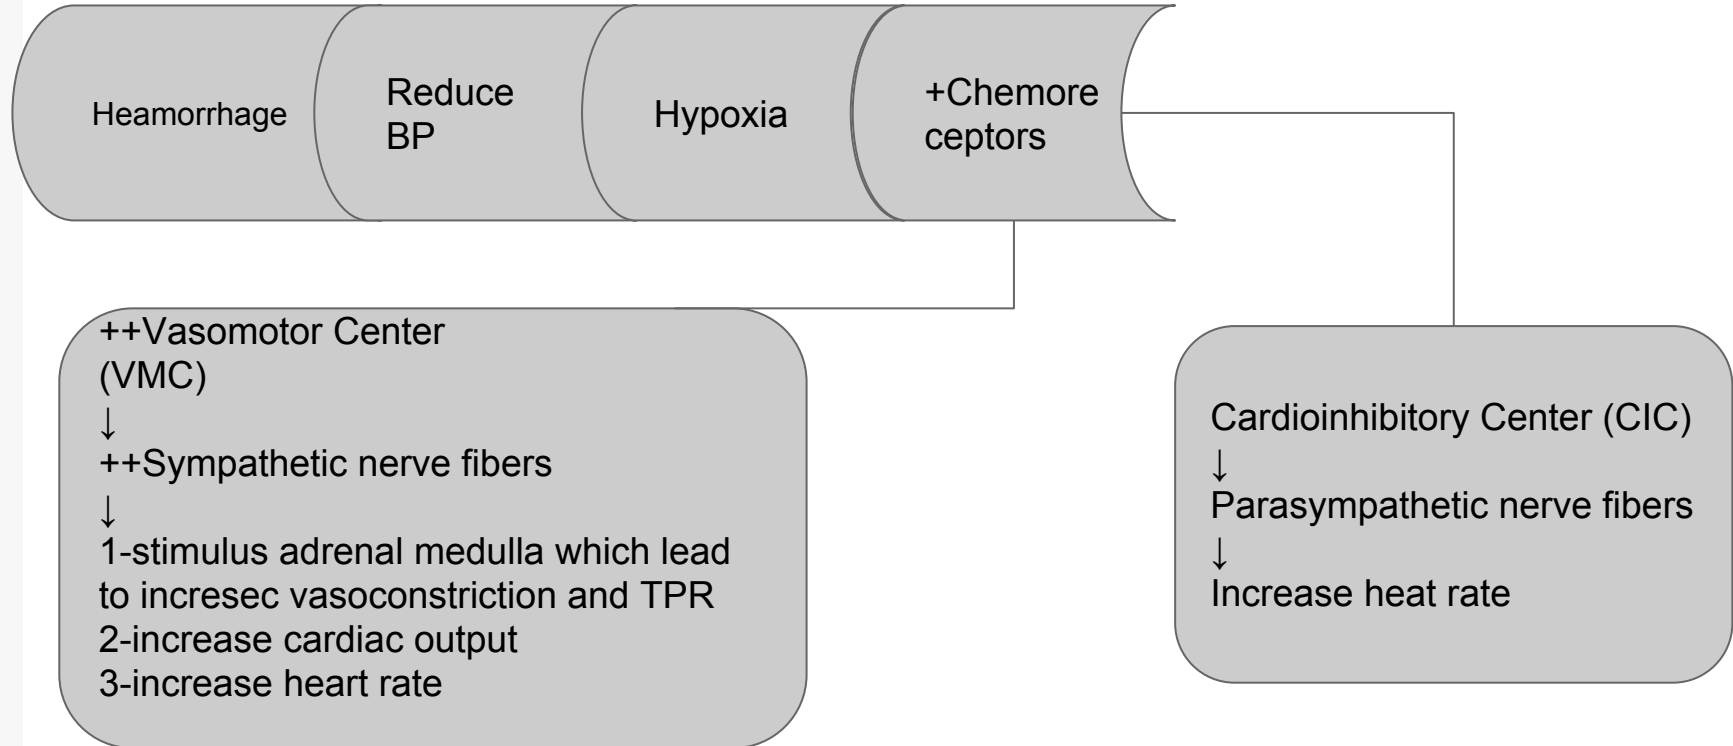 Heamorrhage
Reduce
BP
Hypoxia
+Chemore
ceptors
++Vasomotor Center
(VMC)
↓
++Sympathetic nerve fibers
↓
1-stimulus adrenal medulla which lead
to incresec vasoconstriction and TPR
2-increase cardiac output
3-increase heart rate
Cardioinhibitory Center (CIC)
↓
Parasympathetic nerve fibers
↓
Increase heat rate